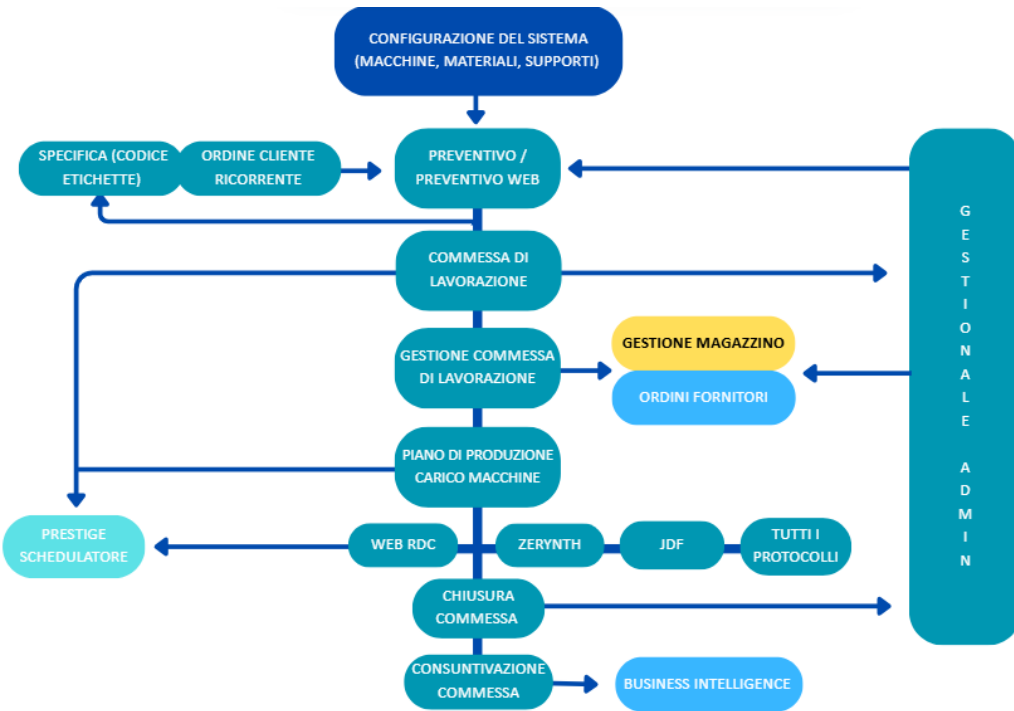 CONFIGURAZIONE DEL SISTEMA
(MACCHINE, MATERIALI, SUPPORTI)
SPECIFICA (CODICE
ETICHETTE)
ORDINE CLIENTE
RICORRENTE
PREVENTIVO /
PREVENTIVO WEB
COMMESSA DI
LAVORAZIONE
GESTIONE COMMESSA
DI LAVORAZIONE
GESTIONE MAGAZZINO
ORDINI FORNITORI
PIANO DI PRODUZIONE
CARICO MACCHINE
PRESTIGE
SCHEDULATORE
WEB RDC
ZERYNTH
JDF
TUTTI I
PROTOCOLLI
CHIUSURA
COMMESSA
CONSUNTIVAZIONE
COMMESSA
BUSINESS INTELLIGENCE
GESTIONALE ADMIN